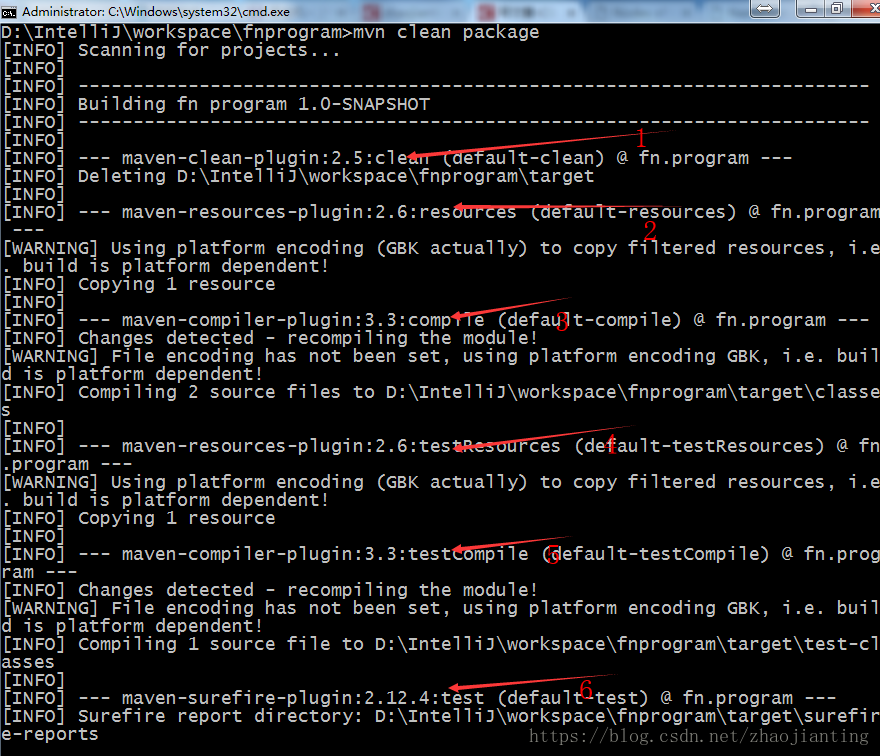 Administrator: C:\Windows\system32\cmd.exe
D:\IntelliJ\workspace\fnprogram>mvn clean package
[INFO] Scanning for projects...
[INFO]
[INFO] ------------------------------------------------------------------------
[INFO] Building fn program 1.0-SNAPSHOT
[INFO] ------------------------------------------------------------------------
[INFO]
[INFO] --- maven-clean-plugin:2.5:clean (default-clean) @ fn.program ---
1
[INFO] Deleting D:\IntelliJ\workspace\fnprogram\target
[INFO]
[INFO] --- maven-resources-plugin:2.6:resources (default-resources) @ fn.program
 ---
2
[WARNING] Using platform encoding (GBK actually) to copy filtered resources, i.e
. build is platform dependent!
[INFO] Copying 1 resource
[INFO]
[INFO] --- maven-compiler-plugin:3.3:compile (default-compile) @ fn.program ---
3
[INFO] Changes detected - recompiling the module!
[WARNING] File encoding has not been set, using platform encoding GBK, i.e. buil
d is platform dependent!
[INFO] Compiling 2 source files to D:\IntelliJ\workspace\fnprogram\target\classe
s
[INFO]
[INFO] --- maven-resources-plugin:2.6:testResources (default-testResources) @ fn
.program ---
4
[WARNING] Using platform encoding (GBK actually) to copy filtered resources, i.e
. build is platform dependent!
[INFO] Copying 1 resource
[INFO]
[INFO] --- maven-compiler-plugin:3.3:testCompile (default-testCompile) @ fn.prog
ram ---
5
[INFO] Changes detected - recompiling the module!
[WARNING] File encoding has not been set, using platform encoding GBK, i.e. buil
d is platform dependent!
[INFO] Compiling 1 source file to D:\IntelliJ\workspace\fnprogram\target\test-cl
asses
[INFO]
[INFO] --- maven-surefire-plugin:2.12.4:test (default-test) @ fn.program ---
6
[INFO] Surefire report directory: D:\IntelliJ\workspace\fnprogram\target\surefir
e-reports
https://blog.csdn.net/zhaojianting